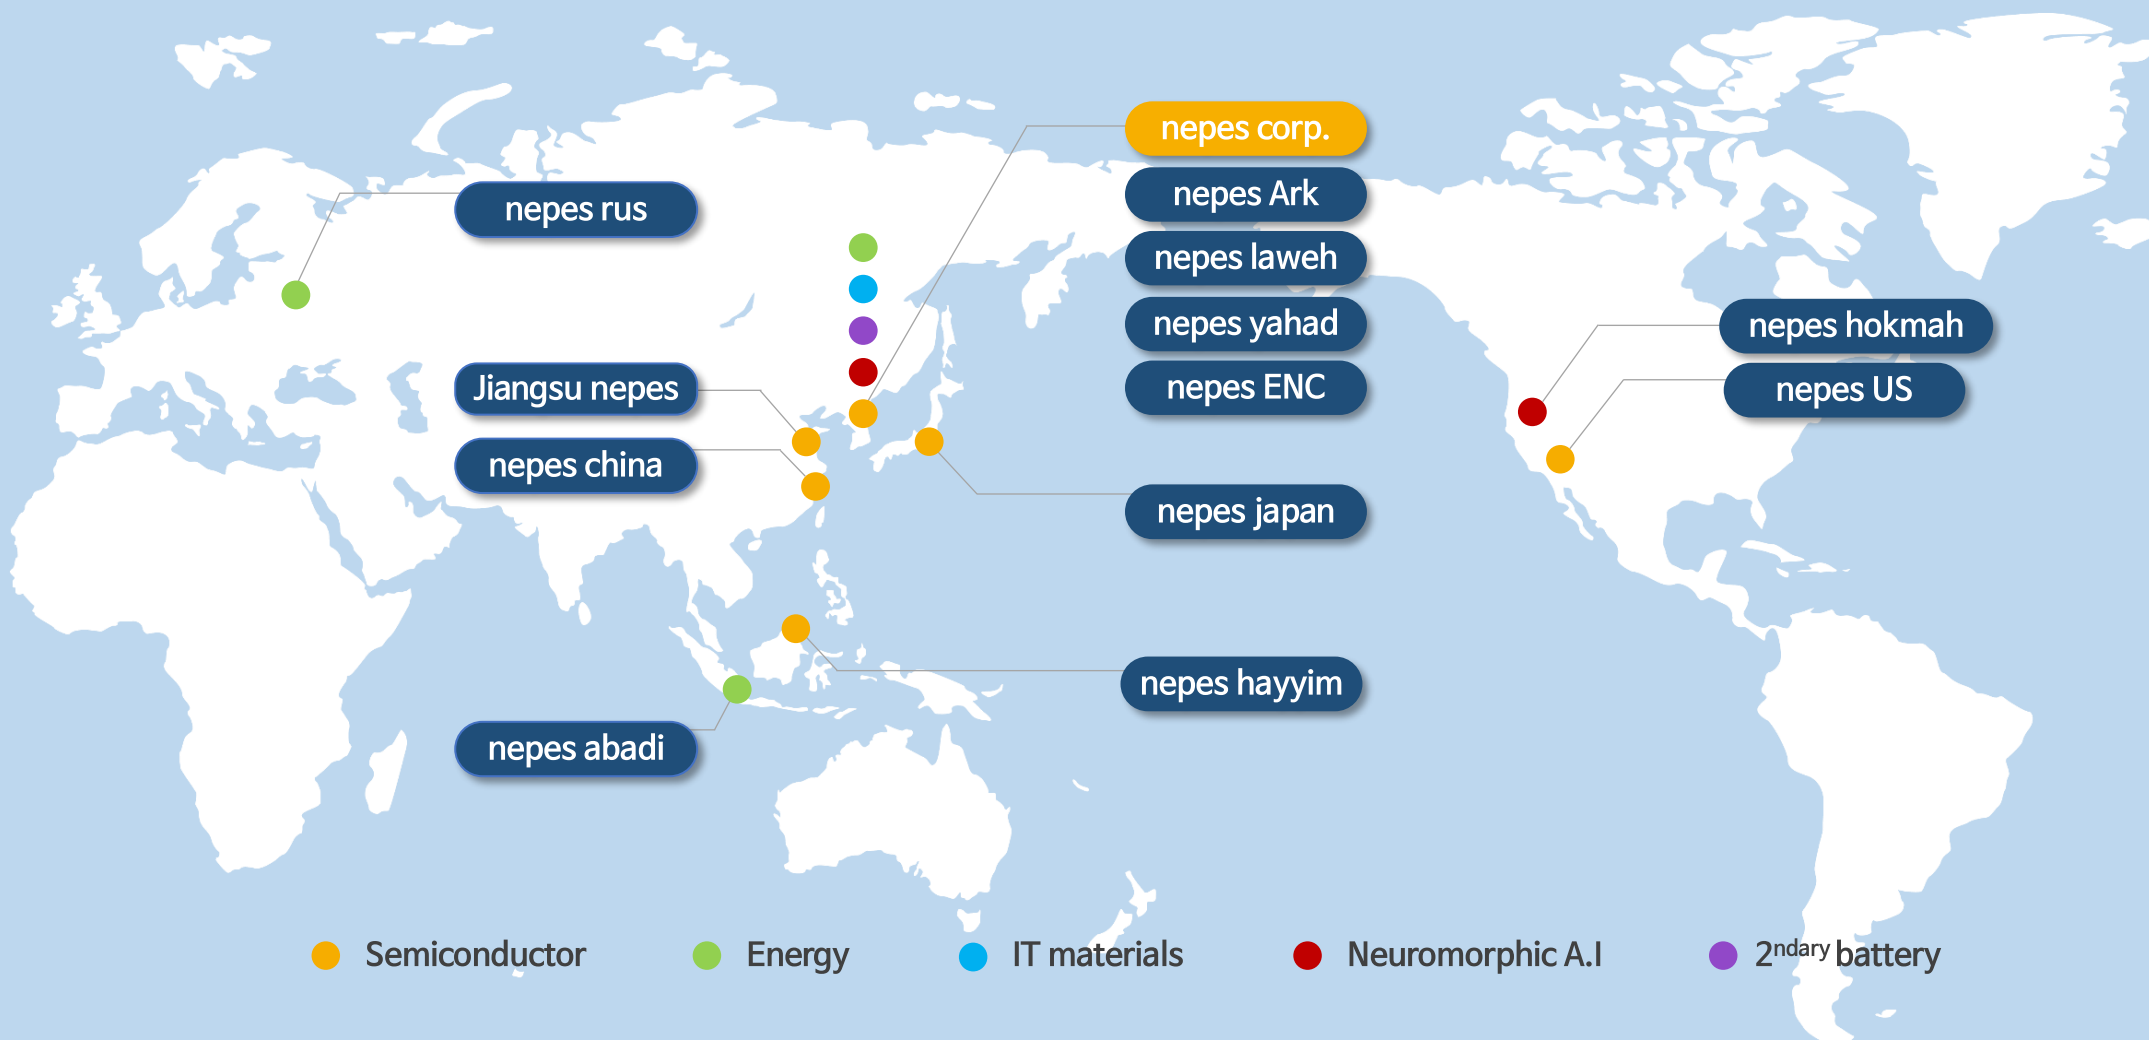 nepes corp.
nepes Ark
nepes rus
nepes laweh
nepes yahad
nepes hokmah
nepes ENC
nepes US
Jiangsu nepes
nepes china
nepes japan
nepes hayyim
nepes abadi
Semiconductor
Energy
IT materials
Neuromorphic A.I
2ndary battery